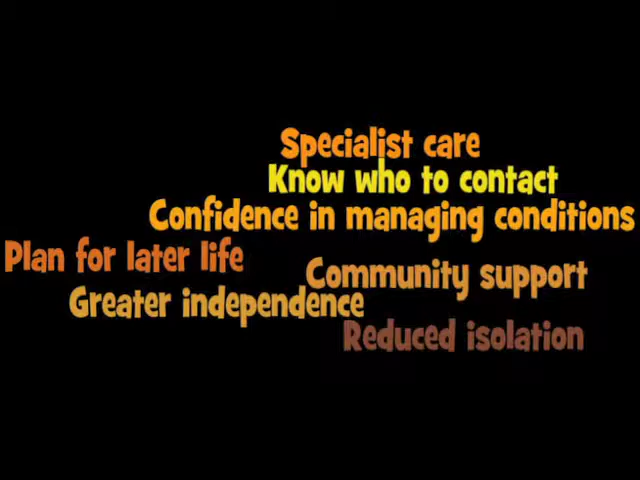 Specialist care
Know who to contact
Confidence in managing conditions
Plan for later life
Community support
Greater independence
Reduced isolation